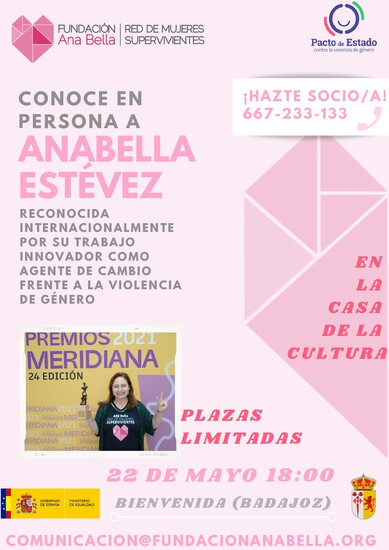 FUNDACIÓN
Ana Bella
RED DE MUJERES
SUPERVIVIENTES
Pacto de Estado
contra la violencia de género
CONOCE EN
PERSONA A
ANABELLA
ESTÉVEZ
¡HAZTE SOCIO/A!
667-233-133
RECONOCIDA
INTERNACIONALMENTE
POR SU TRABAJO
INNOVADOR COMO
AGENTE DE CAMBIO
FRENTE A LA VIOLENCIA
DE GÉNERO
EN
LA
CASA
DE LA
CULTURA
PREMIOS 2021
MERIDIANA
24 EDICIÓN
SUPERVIVIENTES
PLAZAS
LIMITADAS
22 DE MAYO 18:00
BIENVENIDA (BADAJOZ)
GOBIERNO
DE ESPAÑA
MINISTERIO
DE IGUALDAD
COMUNICACION@FUNDACIONANABELLA.ORG